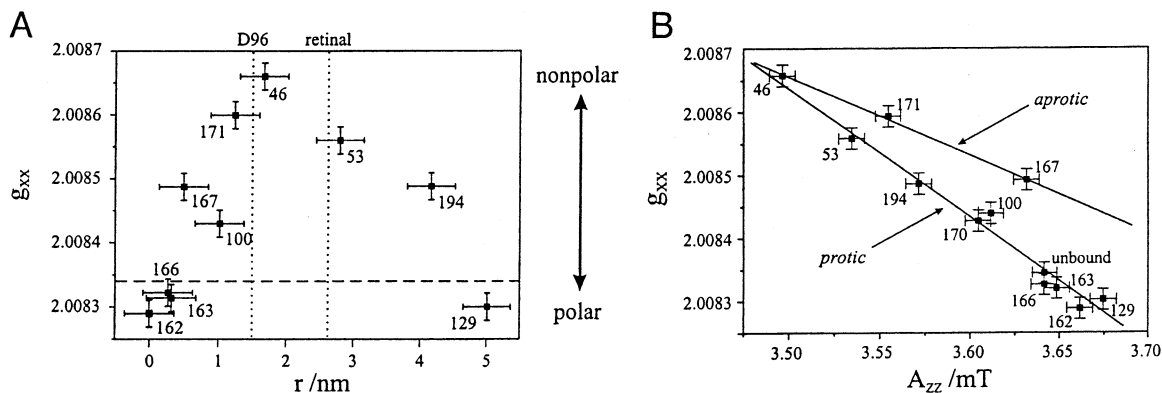 A
D96 retinal
2.0087
2.0086
2.0085
2.0084
2.0083
gxx
46
171
53
167
194
100
166
163
162
129
0 1 2 3 4 5
r /nm
nonpolar
polar
B
2.0087
2.0086
2.0085
2.0084
2.0083
gxx
46
171
aprotic
53
167
194
100
170
protic
unbound
163
166
162
129
3.50 3.55 3.60 3.65 3.70
Azz /mT